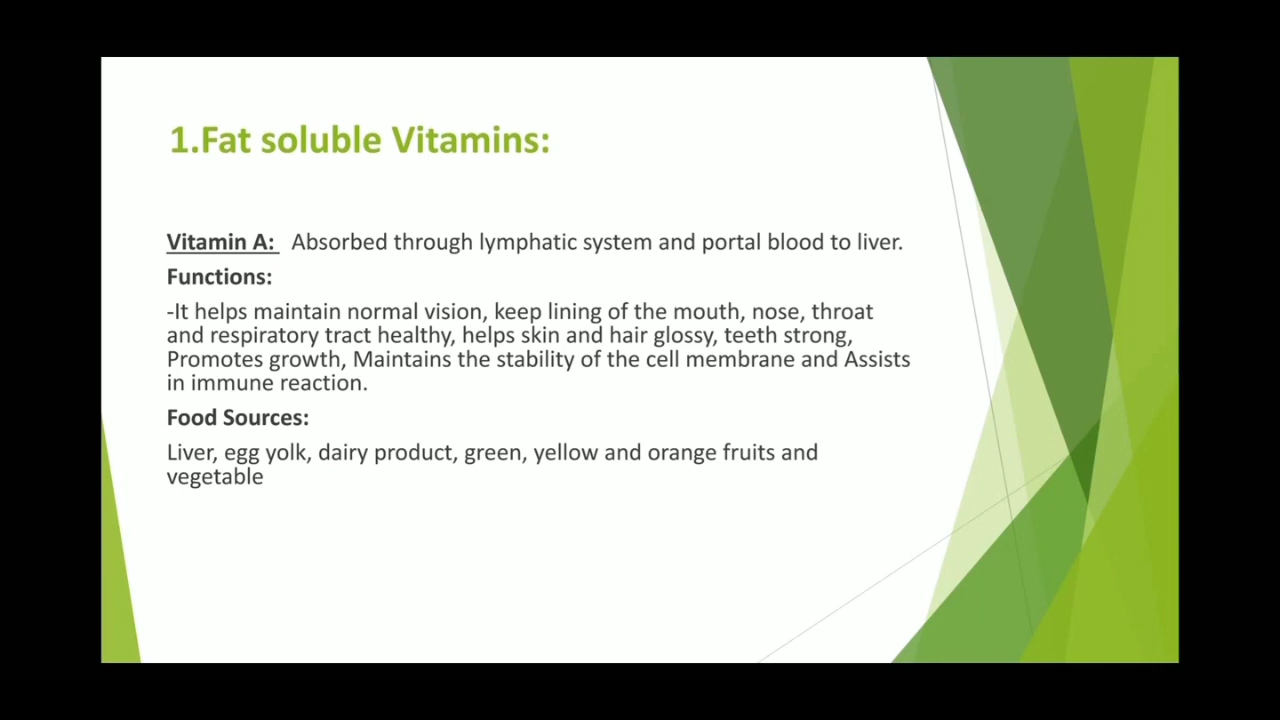 1.Fat soluble Vitamins:
Vitamin A: Absorbed through lymphatic system and portal blood to liver.
Functions:
-It helps maintain normal vision, keep lining of the mouth, nose, throat
and respiratory tract healthy, helps skin and hair glossy, teeth strong,
Promotes growth, Maintains the stability of the cell membrane and Assists
in immune reaction.
Food Sources:
Liver, egg yolk, dairy product, green, yellow and orange fruits and
vegetable